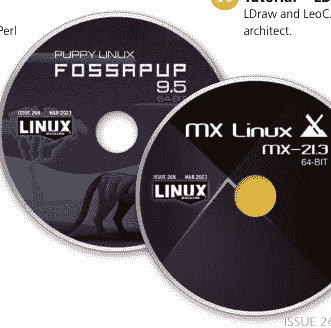 Perl
LDraw and LeoC
architect.
PUPPY LINUX
FOSSAPUP
9.5
64-BIT
ISSUE 268 MAR 2023
LINUX
MAGAZINE
MX Linux
MX-21.3
64-BIT
ISSUE 268 MAR 2023
LINUX
MAGAZINE
ISSUE 26